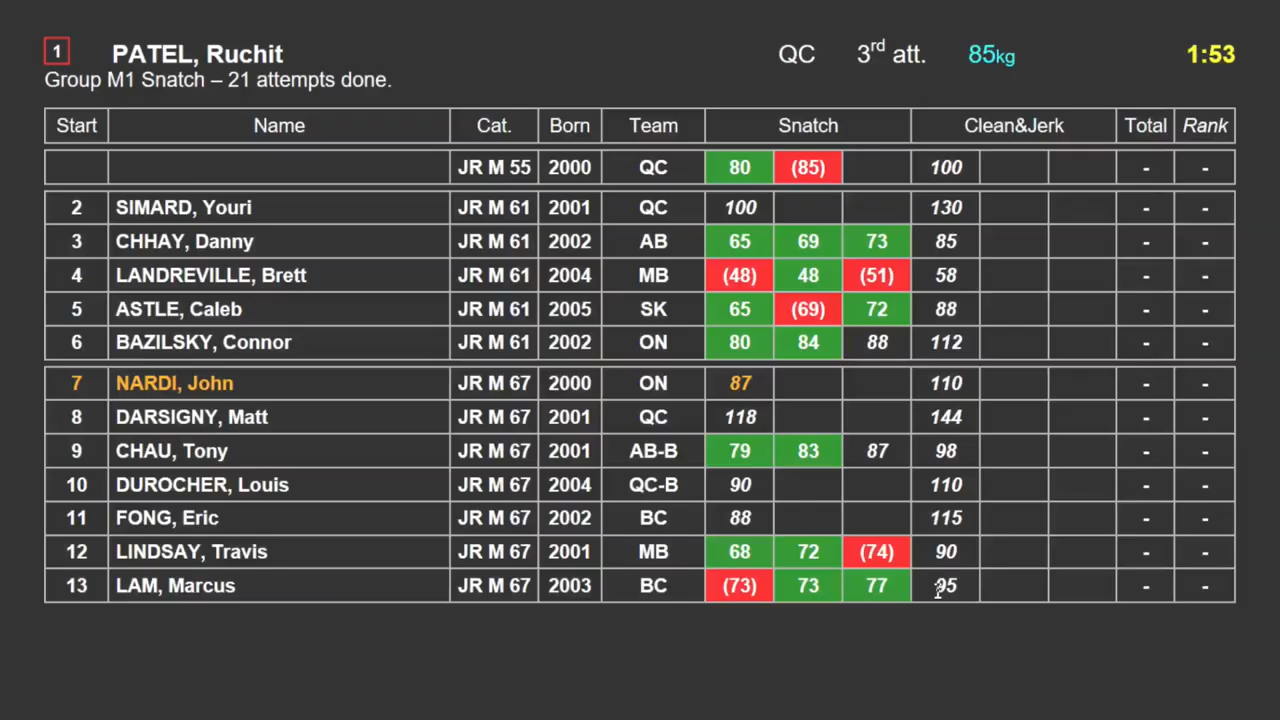 1 PATEL, Ruchit QC 3rd att. 85kg 1:53
Group M1 Snatch – 21 attempts done.
Start Name Cat. Born Team Snatch Clean&Jerk Total Rank
JR M 55 2000 QC 80 (85) 100 - -
2 SIMARD, Youri JR M 61 2001 QC 100 130 - -
3 CHHAY, Danny JR M 61 2002 AB 65 69 73 85 - -
4 LANDREVILLE, Brett JR M 61 2004 MB (48) 48 (51) 58 - -
5 ASTLE, Caleb JR M 61 2005 SK 65 (69) 72 88 - -
6 BAZILSKY, Connor JR M 61 2002 ON 80 84 88 112 - -
7 NARDI, John JR M 67 2000 ON 87 110 - -
8 DARSIGNY, Matt JR M 67 2001 QC 118 144 - -
9 CHAU, Tony JR M 67 2001 AB-B 79 83 87 98 - -
10 DUROCHER, Louis JR M 67 2004 QC-B 90 110 - -
11 FONG, Eric JR M 67 2002 BC 88 115 - -
12 LINDSAY, Travis JR M 67 2001 MB 68 72 (74) 90 - -
13 LAM, Marcus JR M 67 2003 BC (73) 73 77 95 - -